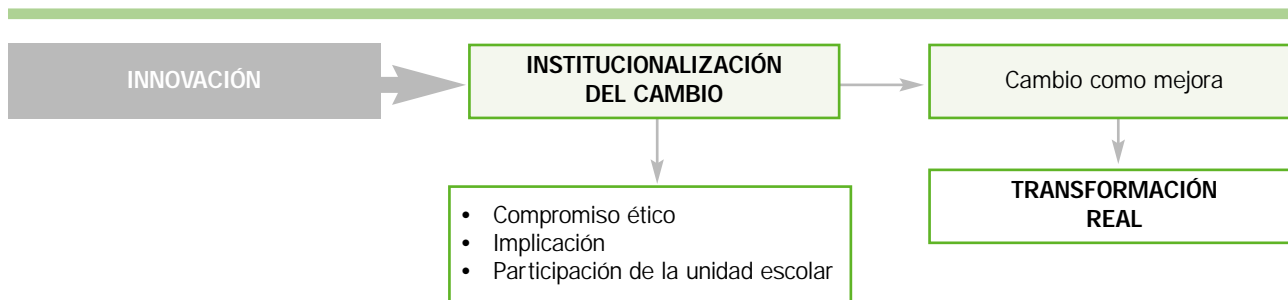 INNOVACIÓN
INSTITUCIONALIZACIÓN
DEL CAMBIO
Cambio como mejora
• Compromiso ético
• Implicación
• Participación de la unidad escolar
TRANSFORMACIÓN
REAL